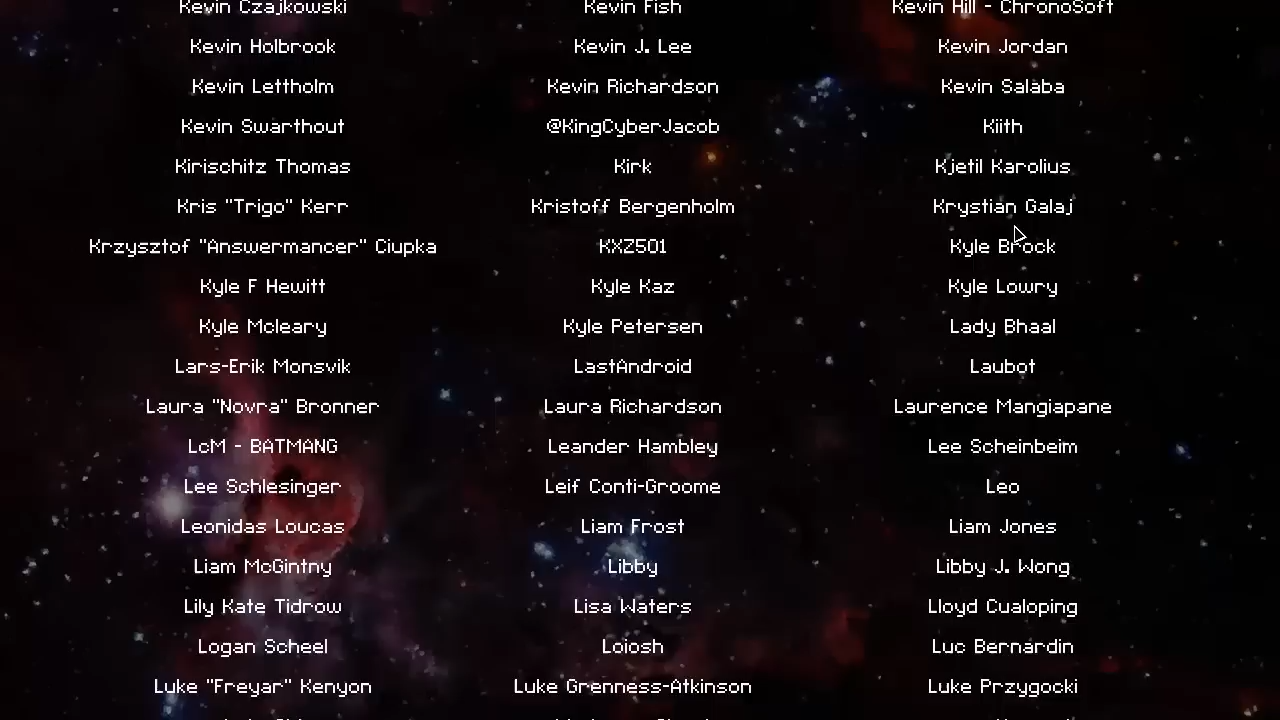 Kevin Czajkowski Kevin Fish Kevin Hill - ChronoSoft
Kevin Holbrook Kevin J. Lee Kevin Jordan
Kevin Lettholm Kevin Richardson Kevin Salaba
Kevin Swarthout @KingCyberJacob Kiith
Kirischitz Thomas Kirk Kjetil Karolius
Kris "Trigo" Kerr Kristoff Bergenholm Krystian Galaj
Krzysztof "Answermancer" Ciupka KXZ501 Kyle Brock
Kyle F Hewitt Kyle Kaz Kyle Lowry
Kyle Mcleary Kyle Petersen Lady Bhaal
Lars-Erik Monsvik LastAndroid Laubot
Laura "Novra" Bronner Laura Richardson Laurence Mangiapane
LcM - BATMANG Leander Hambley Lee Scheinbeim
Lee Schlesinger Leif Conti-Groome Leo
Leonidas Loucas Liam Frost Liam Jones
Liam McGintny Libby Libby J. Wong
Lily Kate Tidrow Lisa Waters Lloyd Cualoping
Logan Scheel Loiosh Luc Bernardin
Luke "Freyar" Kenyon Luke Grenness-Atkinson Luke Przygocki